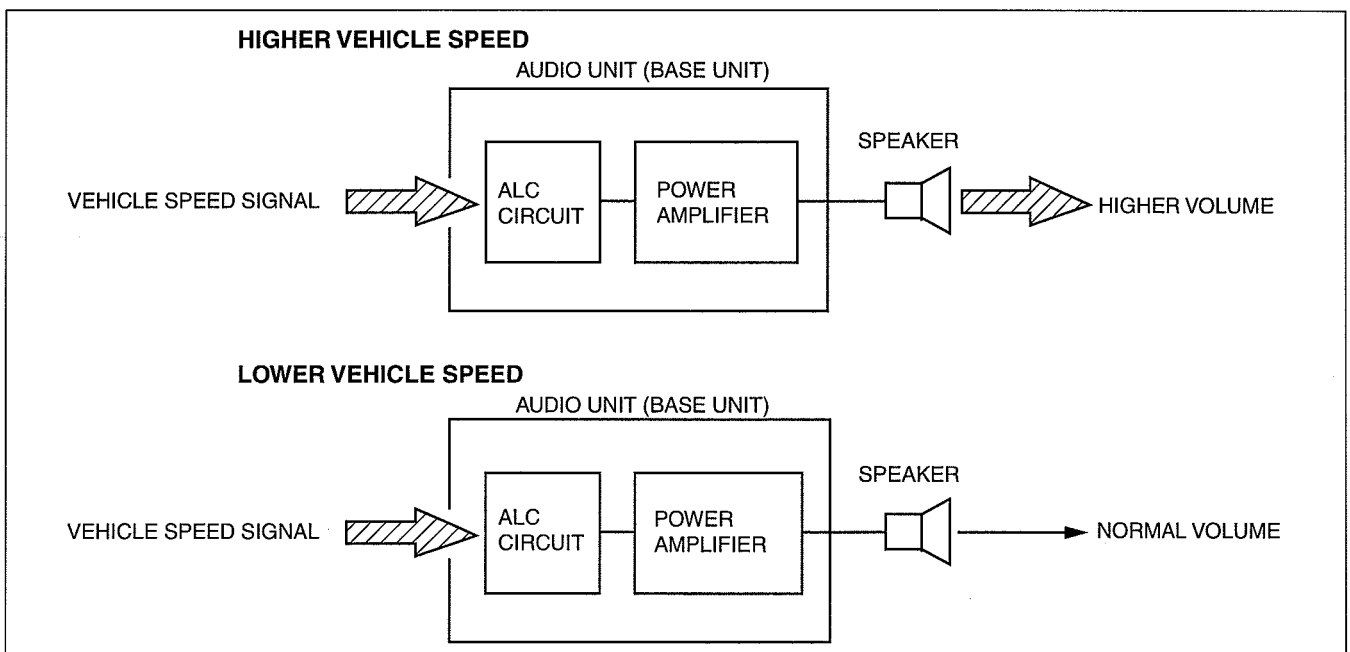 HIGHER VEHICLE SPEED
AUDIO UNIT (BASE UNIT)
SPEAKER
VEHICLE SPEED SIGNAL
ALC
CIRCUIT
POWER
AMPLIFIER
HIGHER VOLUME
LOWER VEHICLE SPEED
AUDIO UNIT (BASE UNIT)
SPEAKER
VEHICLE SPEED SIGNAL
ALC
CIRCUIT
POWER
AMPLIFIER
NORMAL VOLUME